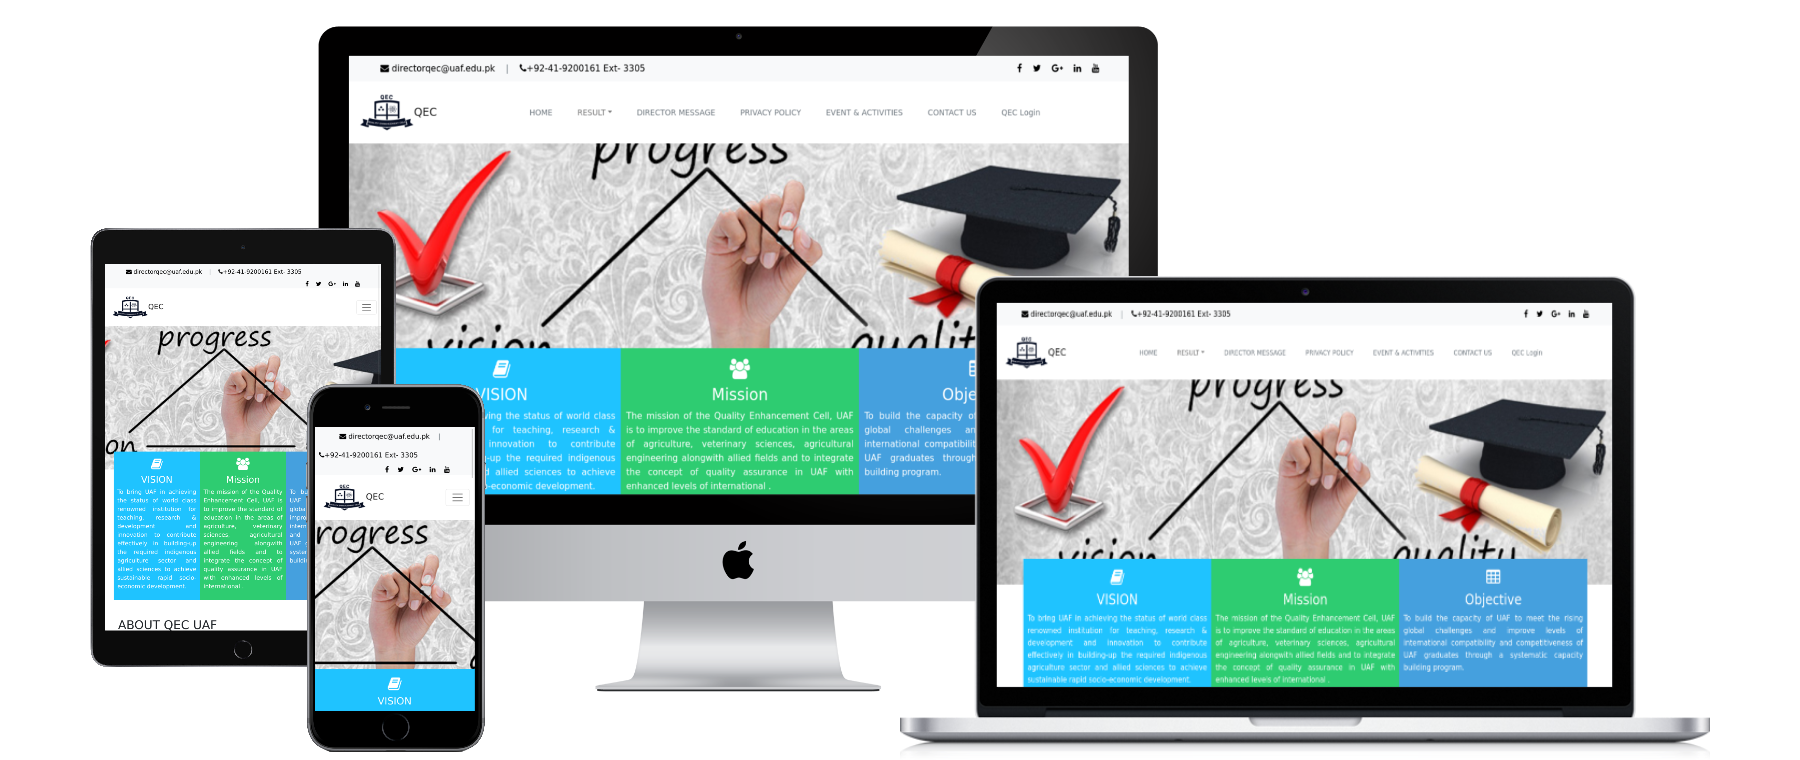 directorqec@uaf.edu.pk | +92-41-9200161 Ext- 3305
QEC
QEC
HOME RESULT DIRECTOR MESSAGE PRIVACY POLICY EVENT & ACTIVITIES CONTACT US QEC Login
progress
vision quality
VISION
ving the status of world class
for teaching, research &
innovation to contribute
g-up the required indigenous
d allied sciences to achieve
o-economic development.
Mission
The mission of the Quality Enhancement Cell, UAF
is to improve the standard of education in the areas
of agriculture, veterinary sciences, agricultural
engineering alongwith allied fields and to integrate
the concept of quality assurance in UAF with
enhanced levels of international .
Obje
To build the capacity of
global challenges an
international compatibilit
UAF graduates through
building program.
directorqec@uaf.edu.pk | +92-41-9200161 Ext- 3305
QEC
QEC
progress
on
VISION
To bring UAF in achieving
the status of world class
renowned institution for
teaching, research &
development and
innovation to contribute
effectively in building-up
the required indigenous
agriculture sector and
allied sciences to achieve
sustainable rapid socio-
economic development.
Mission
The mission of the Quality
Enhancement Cell, UAF is
to improve the standard of
education in the areas of
agriculture, veterinary
sciences, agricultural
engineering alongwith
allied fields and to
integrate the concept of
quality assurance in UAF
with enhanced levels of
international
To bu
UAF
global
impro
intern
and
UAF
syster
buildi
ABOUT QEC UAF
directorqec@uaf.edu.pk |
+92-41-9200161 Ext- 3305
QEC
QEC
rogress
VISION
directorqec@uaf.edu.pk | +92-41-9200161 Ext- 3305
QEC
QEC
HOME RESULT DIRECTOR MESSAGE PRIVACY POLICY EVENT & ACTIVITIES CONTACT US QEC Login
progress
vision quality
VISION
To bring UAF in achieving the status of world class
renowned institution for teaching, research &
development and innovation to contribute
effectively in building-up the required indigenous
agriculture sector and allied sciences to achieve
sustainable rapid socio-economic development.
Mission
The mission of the Quality Enhancement Cell, UAF
is to improve the standard of education in the areas
of agriculture, veterinary sciences, agricultural
engineering alongwith allied fields and to integrate
the concept of quality assurance in UAF with
enhanced levels of international .
Objective
To build the capacity of UAF to meet the rising
global challenges and improve levels of
international compatibility and competitiveness of
UAF graduates through a systematic capacity
building program.